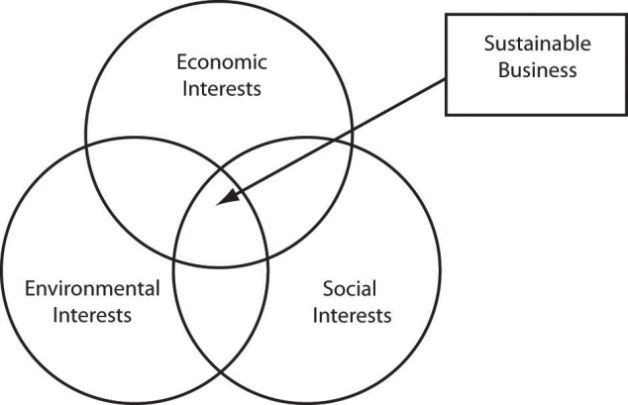 Economic
Interests
Sustainable
Business
Environmental
Interests
Social
Interests